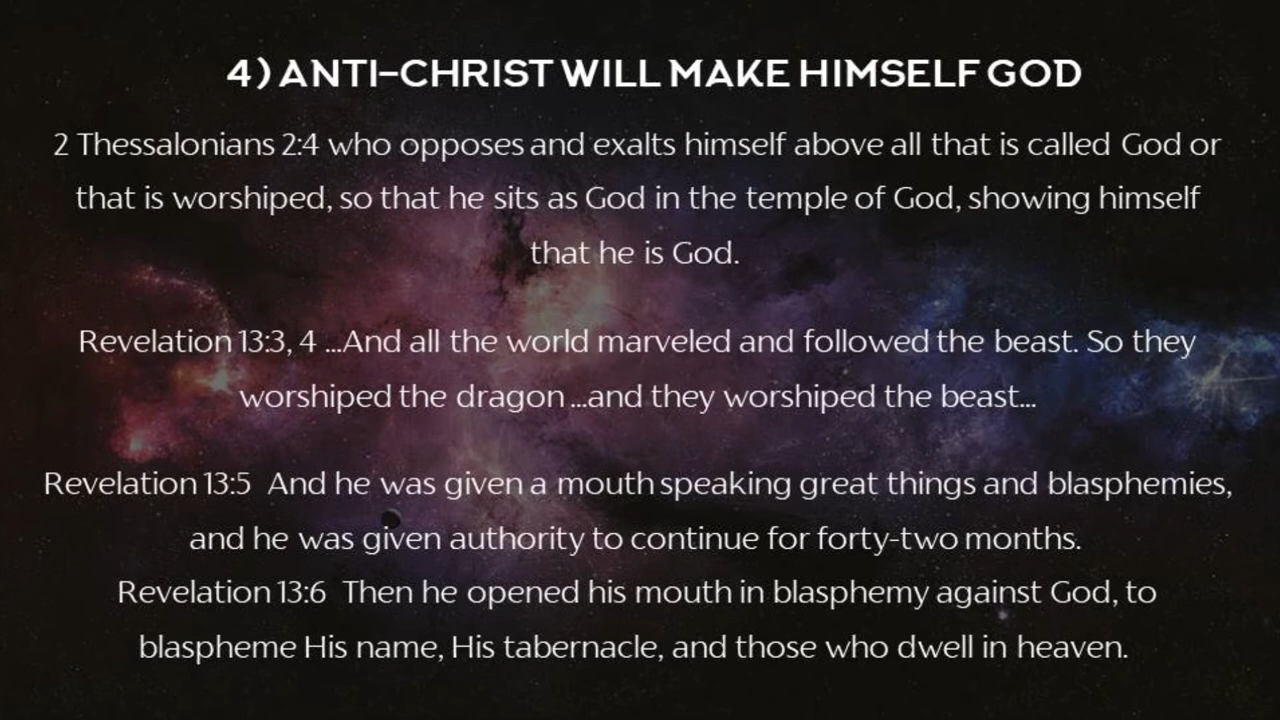 4) ANTI-CHRIST WILL MAKE HIMSELF GOD
2 Thessalonians 2:4 who opposes and exalts himself above all that is called God or
that is worshiped, so that he sits as God in the temple of God, showing himself
that he is God.
Revelation 13:3, 4 ...And all the world marveled and followed the beast. So they
worshiped the dragon ...and they worshiped the beast...
Revelation 13:5 And he was given a mouth speaking great things and blasphemies,
and he was given authority to continue for forty-two months.
Revelation 13:6 Then he opened his mouth in blasphemy against God, to
blaspheme His name, His tabernacle, and those who dwell in heaven.